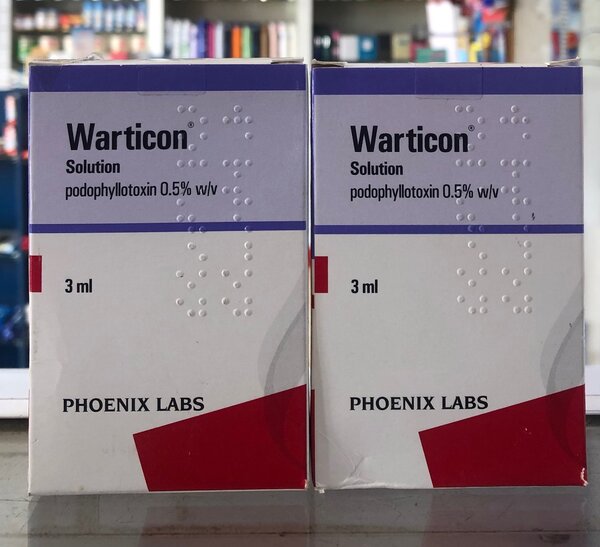 Warticon®
Solution
podophyllotoxin 0.5% w/v
3 ml
PHOENIX LABS
Warticon®
Solution
podophyllotoxin 0.5% w/v
3 ml
PHOENIX LABS